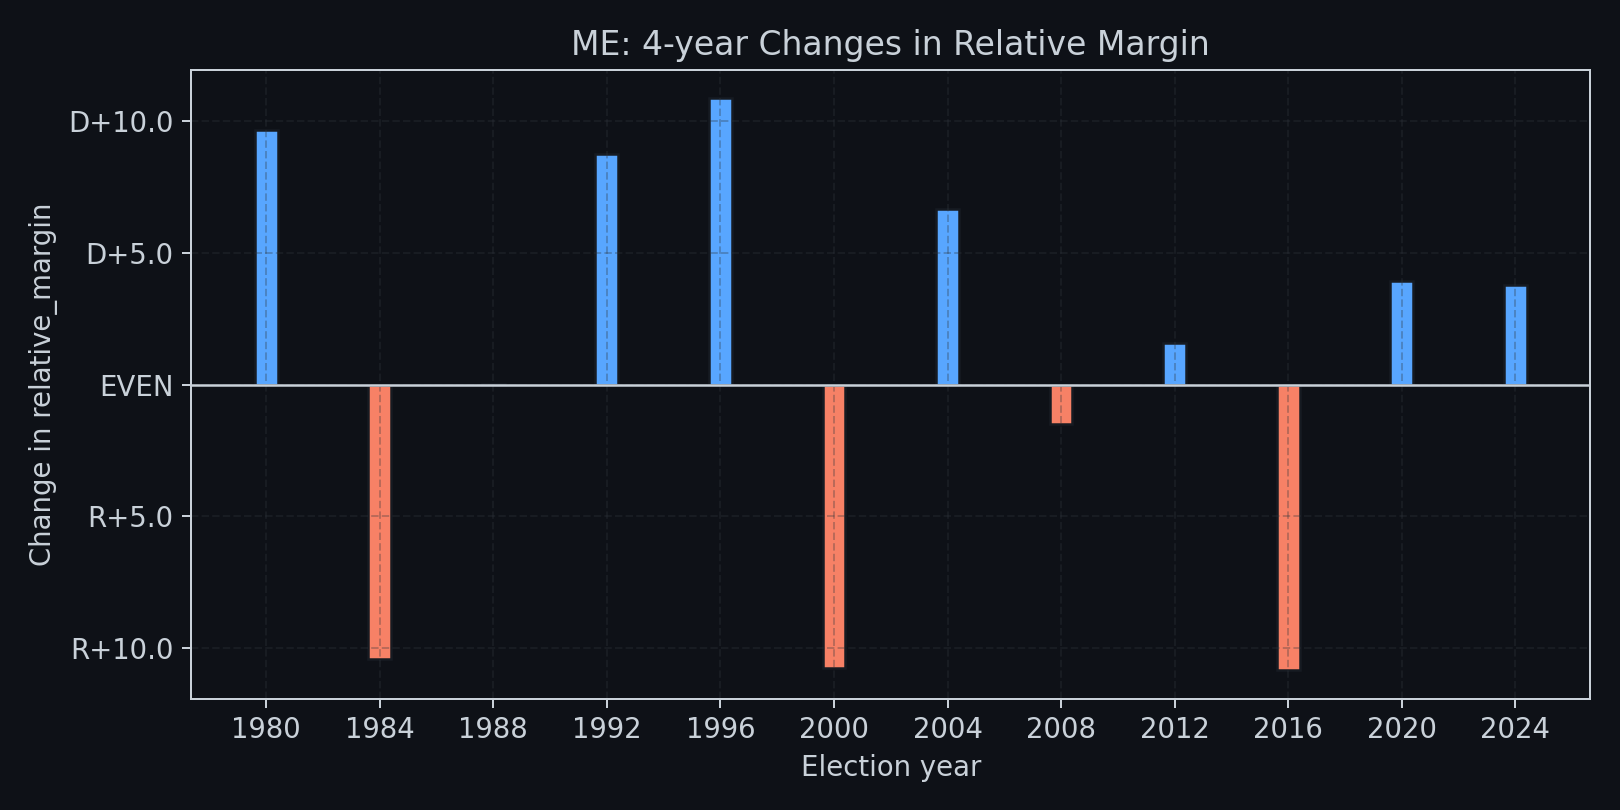 ME: 4-year Changes in Relative Margin
D+10.0
D+5.0
EVEN
R+5.0
R+10.0
Change in relative_margin
1980 1984 1988 1992 1996 2000 2004 2008 2012 2016 2020 2024
Election year